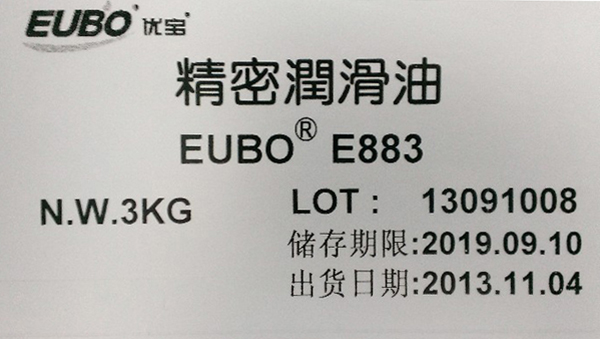 EUBO® 优宝®
精密潤滑油
EUBO® E883
N.W.3KG
LOT : 13091008
储存期限:2019.09.10
出货日期:2013.11.04